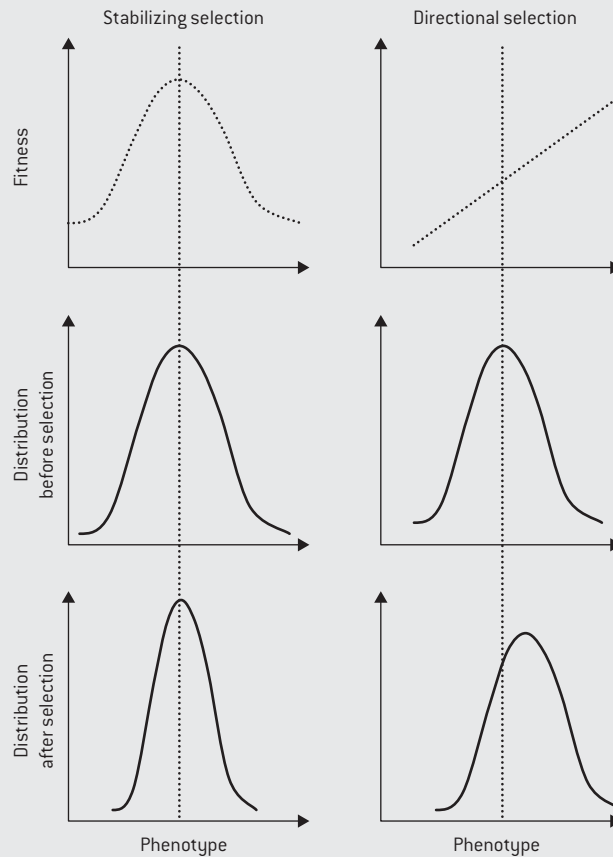 Stabilizing selection
Directional selection
Fitness
Distribution
before selection
Distribution
after selection
Phenotype
Phenotype